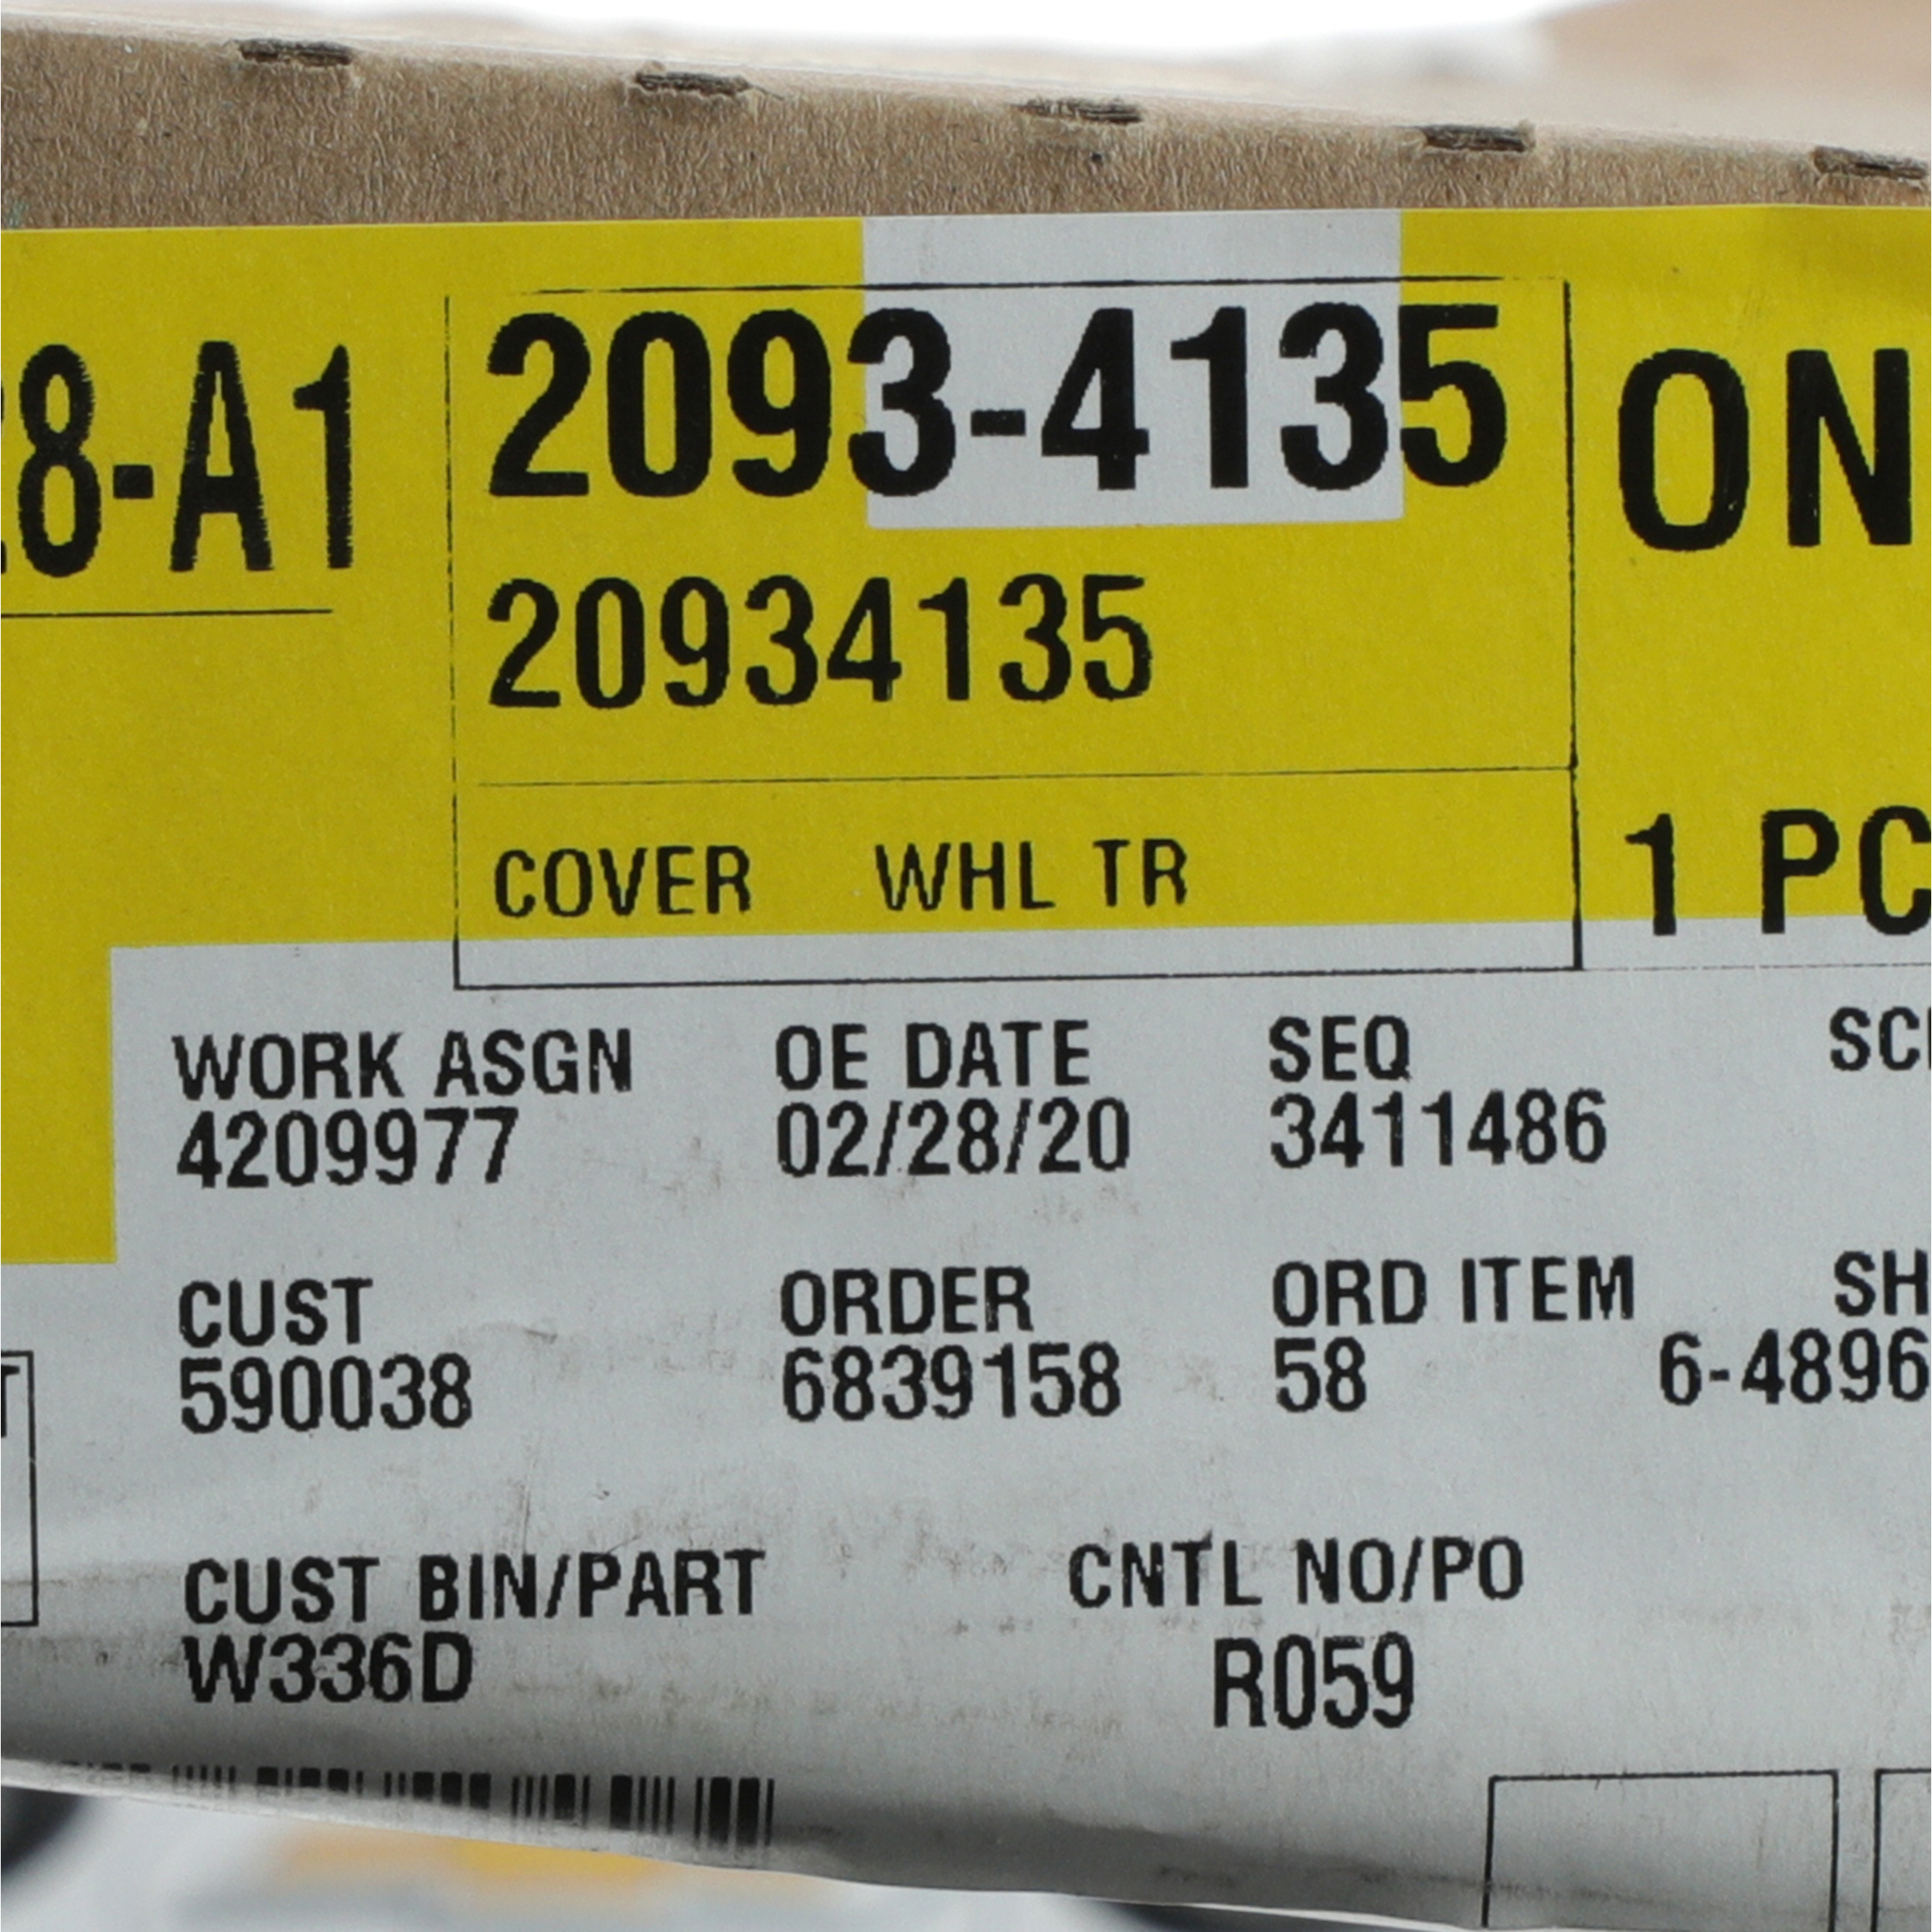 8-A1
2093-4135
ON
20934135
COVER WHL TR
1 PC
WORK ASGN OE DATE SEQ
4209977 02/28/20 3411486
CUST ORDER ORD ITEM SH
590038 6839158 58 6-4896
CUST BIN/PART CNTL NO/PO
W336D R059